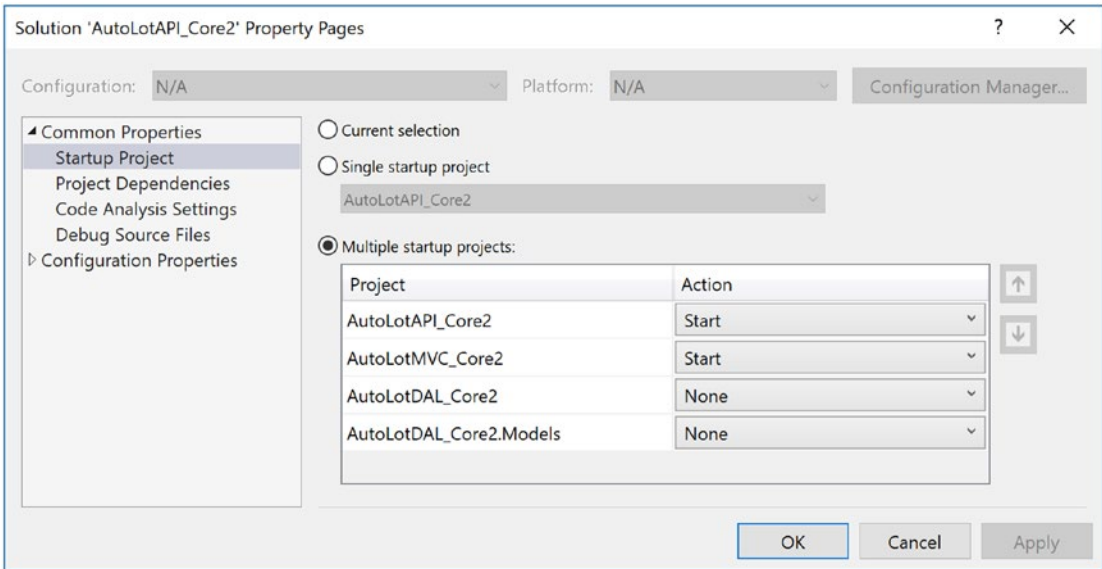 Solution 'AutoLotAPI_Core2' Property Pages
?
Configuration: N/A Platform: N/A Configuration Manager...
Common Properties
Startup Project
Project Dependencies
Code Analysis Settings
Debug Source Files
Configuration Properties
Current selection
Single startup project
AutoLotAPI_Core2
Multiple startup projects:
Project Action
AutoLotAPI_Core2 Start
AutoLotMVC_Core2 Start
AutoLotDAL_Core2 None
AutoLotDAL_Core2.Models None
OK Cancel Apply